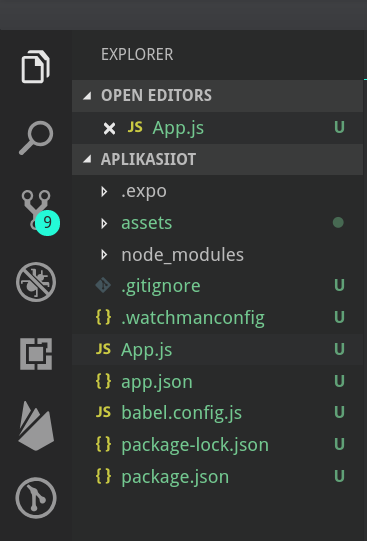 EXPLORER
OPEN EDITORS
JS App.js U
APLIKASIIOT
.expo
9
assets
node_modules
.gitignore U
{} .watchmanconfig U
JS App.js U
{} app.json U
JS babel.config.js U
{} package-lock.json U
{} package.json U